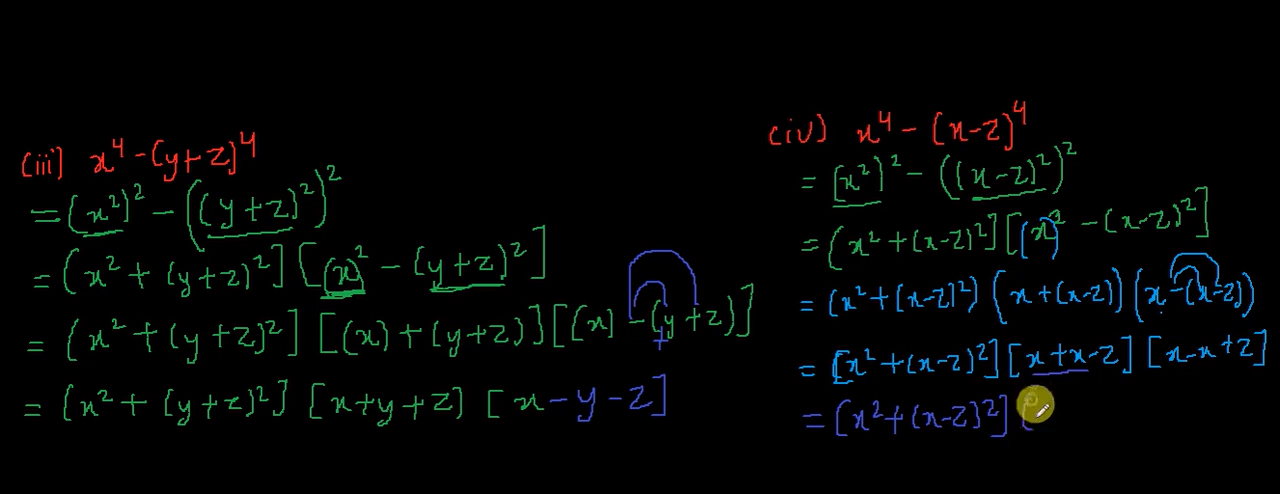 (iii) x⁴ - (y+z)⁴
= (x²)² - ((y+z)²)²
= (x² + (y+z)²] [(x)² - (y+z)²]
= (x² + (y+z)²] [(x) + (y+z)] [(x) - (y+z)]
= (x² + (y+z)²] [x+y+z) [x-y-z]
(iv) x⁴ - (x-z)⁴
= [x²)² - ((x-z)²)²
= (x² + (x-z)²] [(x)² - (x-z)²]
= (x² + (x-z)²) (x+(x-z)) (x-(x-z))
= [x² + (x-z)²] [x+x-z] [x-x+z]
= [x² + (x-z)²] (